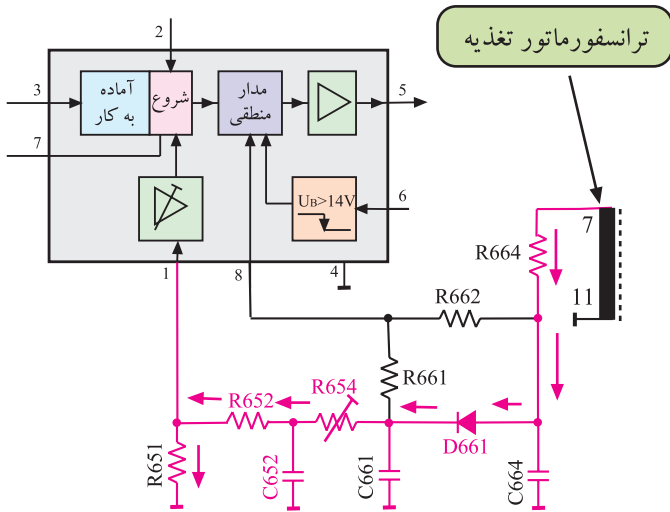 ترانسفورماتور تغذیه
2
3
آماده
به کار
شروع
مدار
منطقی
5
7
UB>14V
6
1
8
4
7
11
R664
R662
R661
R654
R652
D661
R651
C652
C661
C664